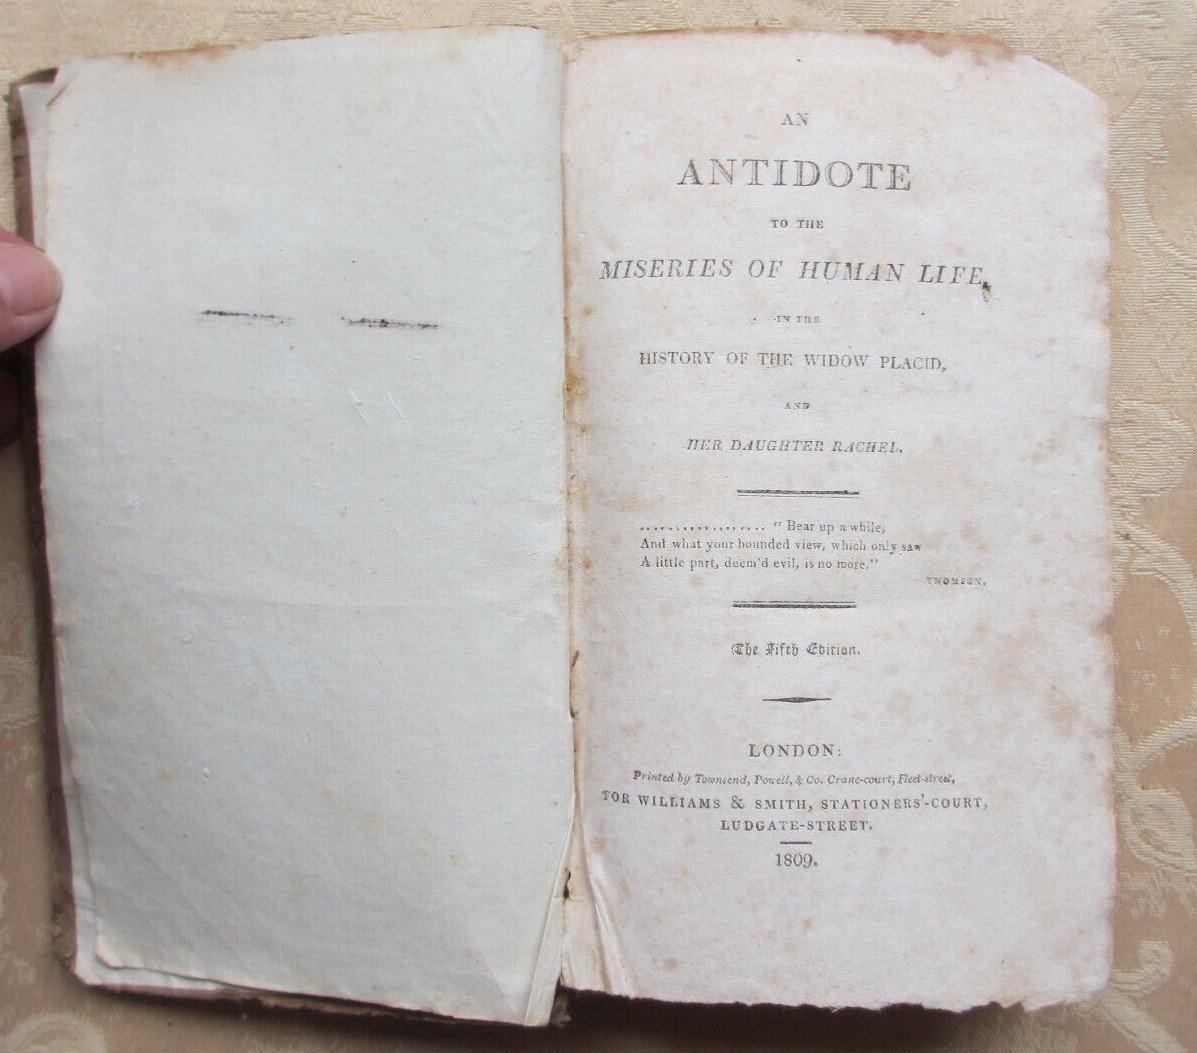 AN
ANTIDOTE
TO THE
MISERIES OF HUMAN LIFE,
IN THE
HISTORY OF THE WIDOW PLACID,
AND
HER DAUGHTER RACHEL.
.................. “ Bear up a while,
And what your bounded view, which only saw
A little part, deem'd evil, is no more.”
THOMSON.
The Fifth Edition.
LONDON:
Printed by Townsend, Powell, & Co. Crane-court, Fleet-street,
FOR WILLIAMS & SMITH, STATIONERS'-COURT,
LUDGATE-STREET.
1809.